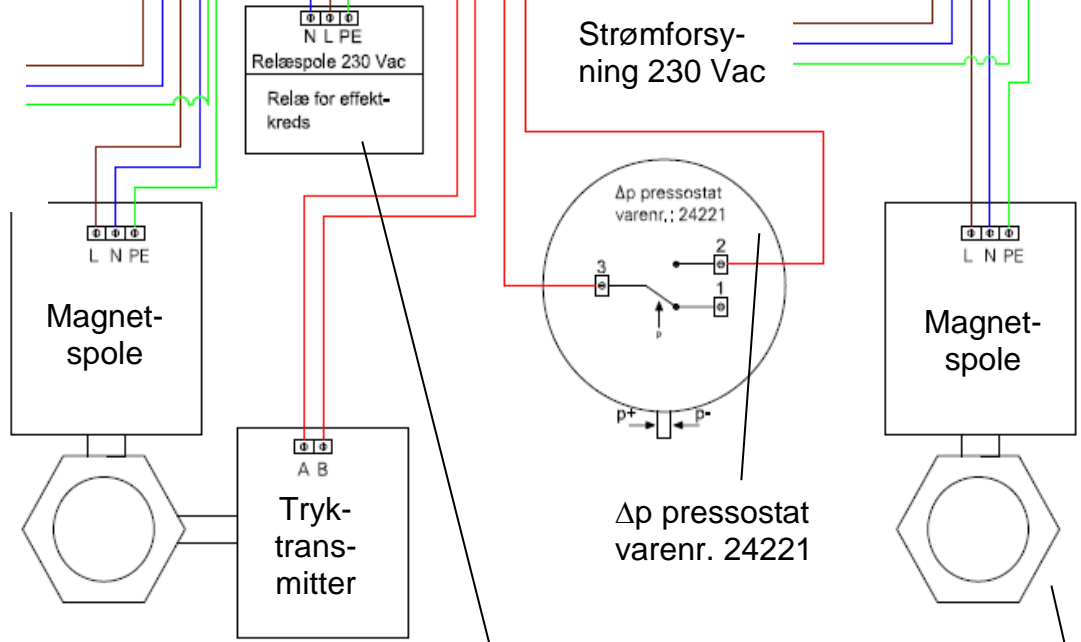 N L PE
Relæspole 230 Vac
Relæ for effekt-
kreds
Strømforsy-
ning 230 Vac
L N PE
Magnet-
spole
A B
Tryk-
trans-
mitter
Δp pressostat
varenr.: 24221
3
2
1
p
p+ p-
Δp pressostat
varenr. 24221
L N PE
Magnet-
spole